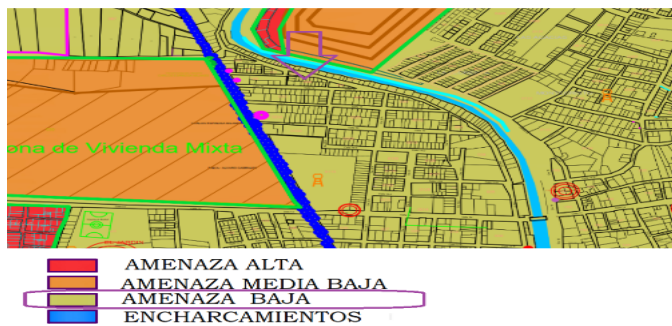 ona de Vivienda Mixta
AMENAZA ALTA
AMENAZA MEDIA BAJA
AMENAZA BAJA
ENCHARCAMIENTOS